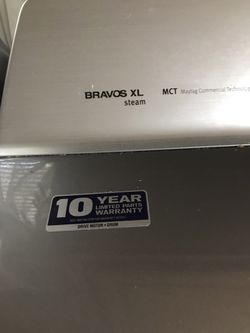 BRAVOS XL MCT Maytag Commercial Technology
steam
10 YEAR
LIMITED PARTS
WARRANTY
DRIVE MOTOR • DRUM